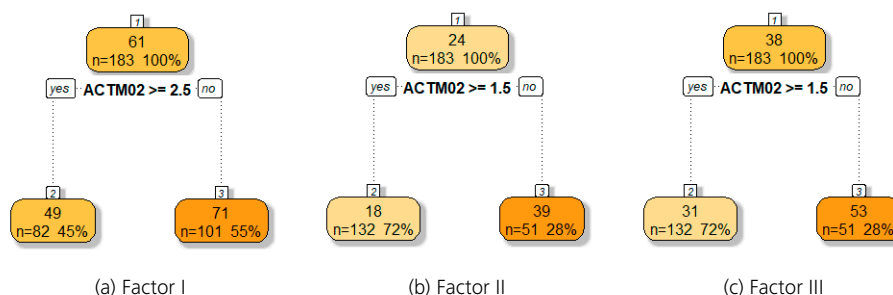 1
61
n=183 100%
yes ACTM02 >= 2.5 no
2
49
n=82 45%
3
71
n=101 55%
(a) Factor I
1
24
n=183 100%
yes ACTM02 >= 1.5 no
2
18
n=132 72%
3
39
n=51 28%
(b) Factor II
1
38
n=183 100%
yes ACTM02 >= 1.5 no
2
31
n=132 72%
3
53
n=51 28%
(c) Factor III